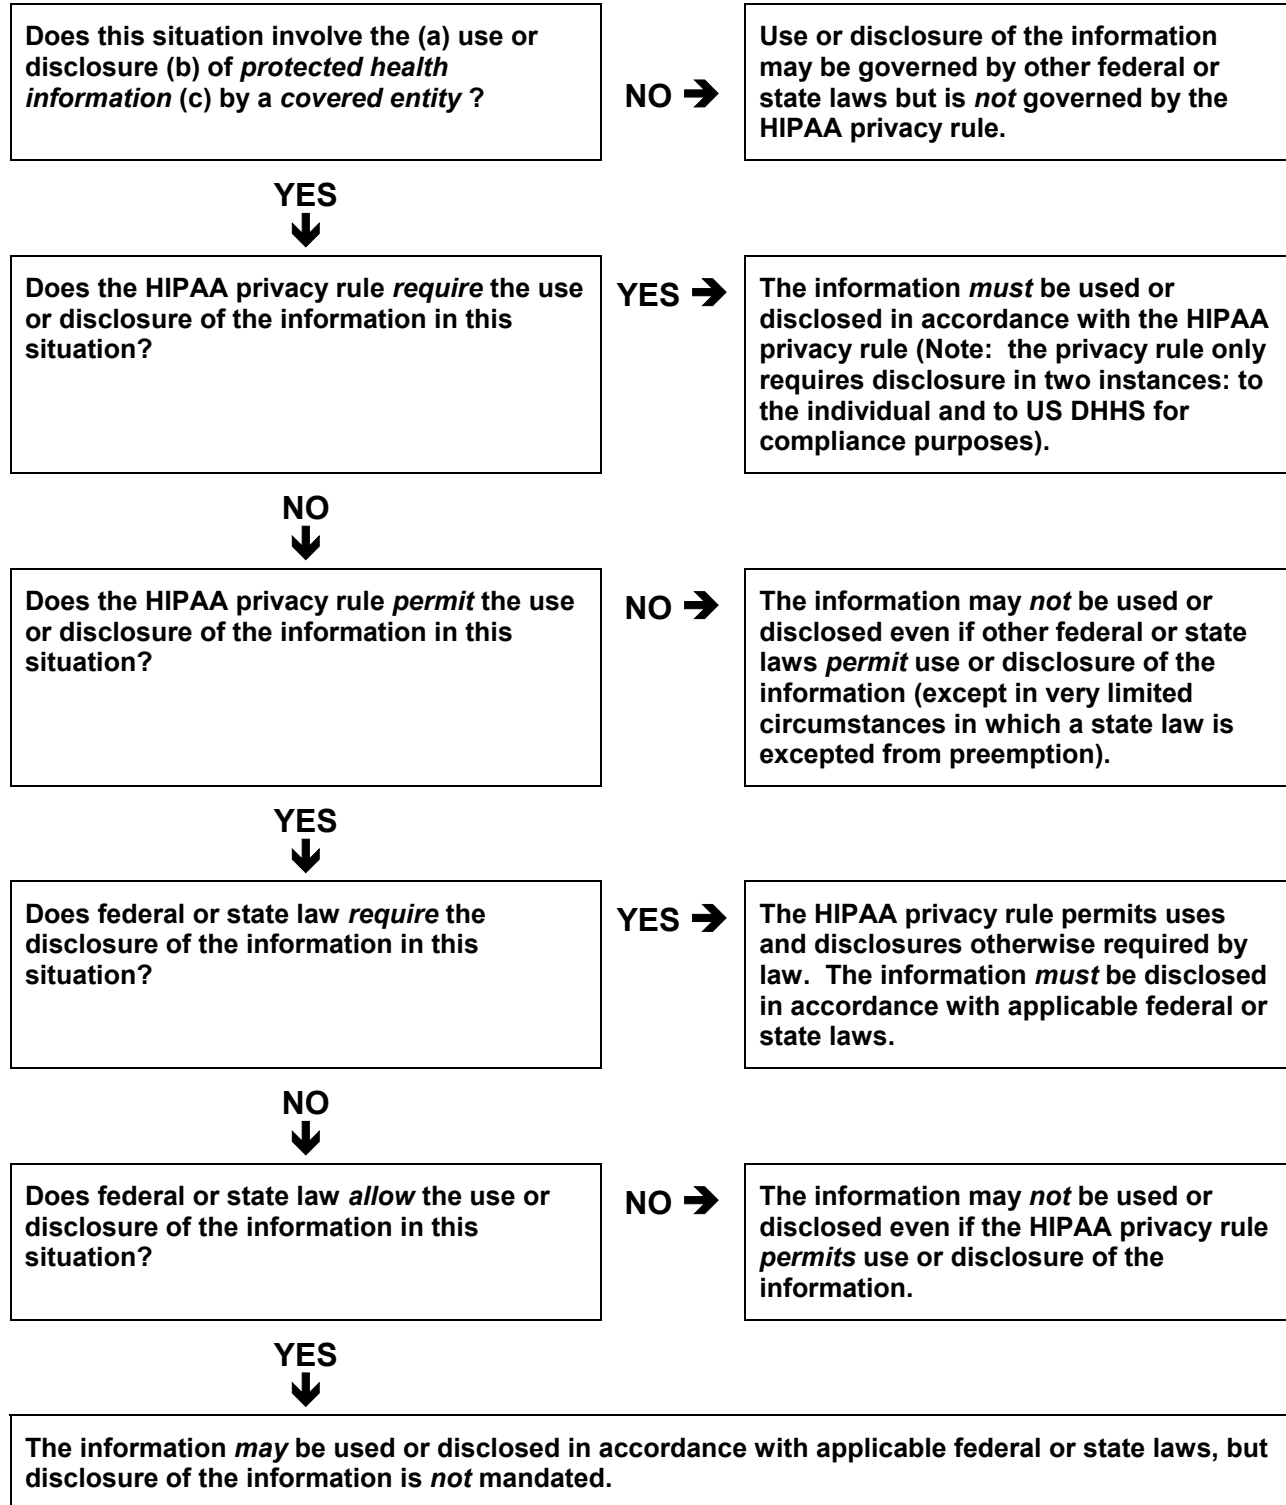 Does this situation involve the (a) use or
disclosure (b) of protected health
information (c) by a covered entity ?
NO →
Use or disclosure of the information
may be governed by other federal or
state laws but is not governed by the
HIPAA privacy rule.
YES
↓
Does the HIPAA privacy rule require the use
or disclosure of the information in this
situation?
YES →
The information must be used or
disclosed in accordance with the HIPAA
privacy rule (Note: the privacy rule only
requires disclosure in two instances: to
the individual and to US DHHS for
compliance purposes).
NO
↓
Does the HIPAA privacy rule permit the use
or disclosure of the information in this
situation?
NO →
The information may not be used or
disclosed even if other federal or state
laws permit use or disclosure of the
information (except in very limited
circumstances in which a state law is
excepted from preemption).
YES
↓
Does federal or state law require the
disclosure of the information in this
situation?
YES →
The HIPAA privacy rule permits uses
and disclosures otherwise required by
law. The information must be disclosed
in accordance with applicable federal or
state laws.
NO
↓
Does federal or state law allow the use or
disclosure of the information in this
situation?
NO →
The information may not be used or
disclosed even if the HIPAA privacy rule
permits use or disclosure of the
information.
YES
↓
The information may be used or disclosed in accordance with applicable federal or state laws, but
disclosure of the information is not mandated.